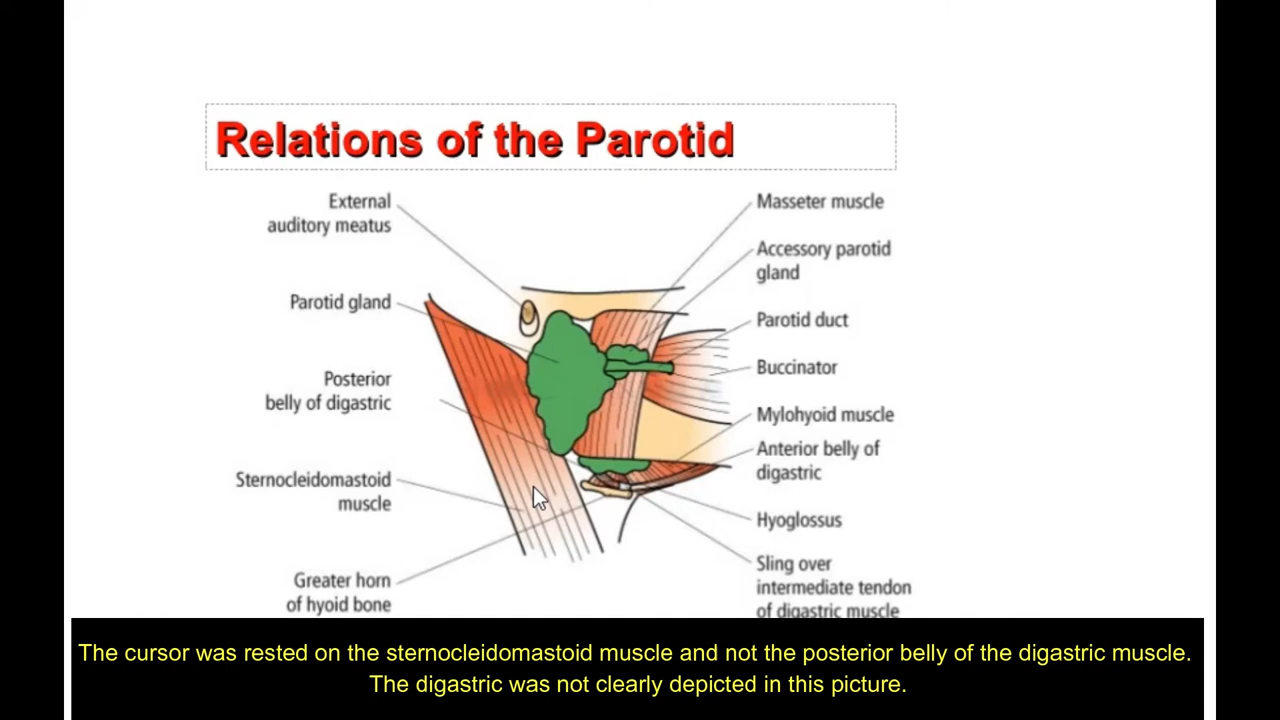 Relations of the Parotid
External
auditory meatus
Parotid gland
Posterior
belly of digastric
Sternocleidomastoid
muscle
Greater horn
of hyoid bone
Masseter muscle
Accessory parotid
gland
Parotid duct
Buccinator
Mylohyoid muscle
Anterior belly of
digastric
Hyoglossus
Sling over
intermediate tendon
of digastric muscle
The cursor was rested on the sternocleidomastoid muscle and not the posterior belly of the digastric muscle.
The digastric was not clearly depicted in this picture.